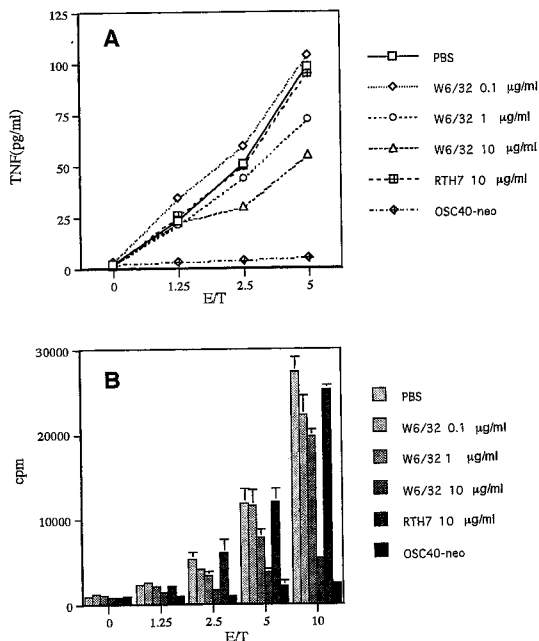 A
TNF(pg/ml)
125
100
75
50
25
0
0 1.25 2.5 5
E/T
PBS
W6/32 0.1 µg/ml
W6/32 1 µg/ml
W6/32 10 µg/ml
RTH7 10 µg/ml
OSC40-neo
B
cpm
30000
20000
10000
0
0 1.25 2.5 5 10
E/T
PBS
W6/32 0.1 µg/ml
W6/32 1 µg/ml
W6/32 10 µg/ml
RTH7 10 µg/ml
OSC40-neo